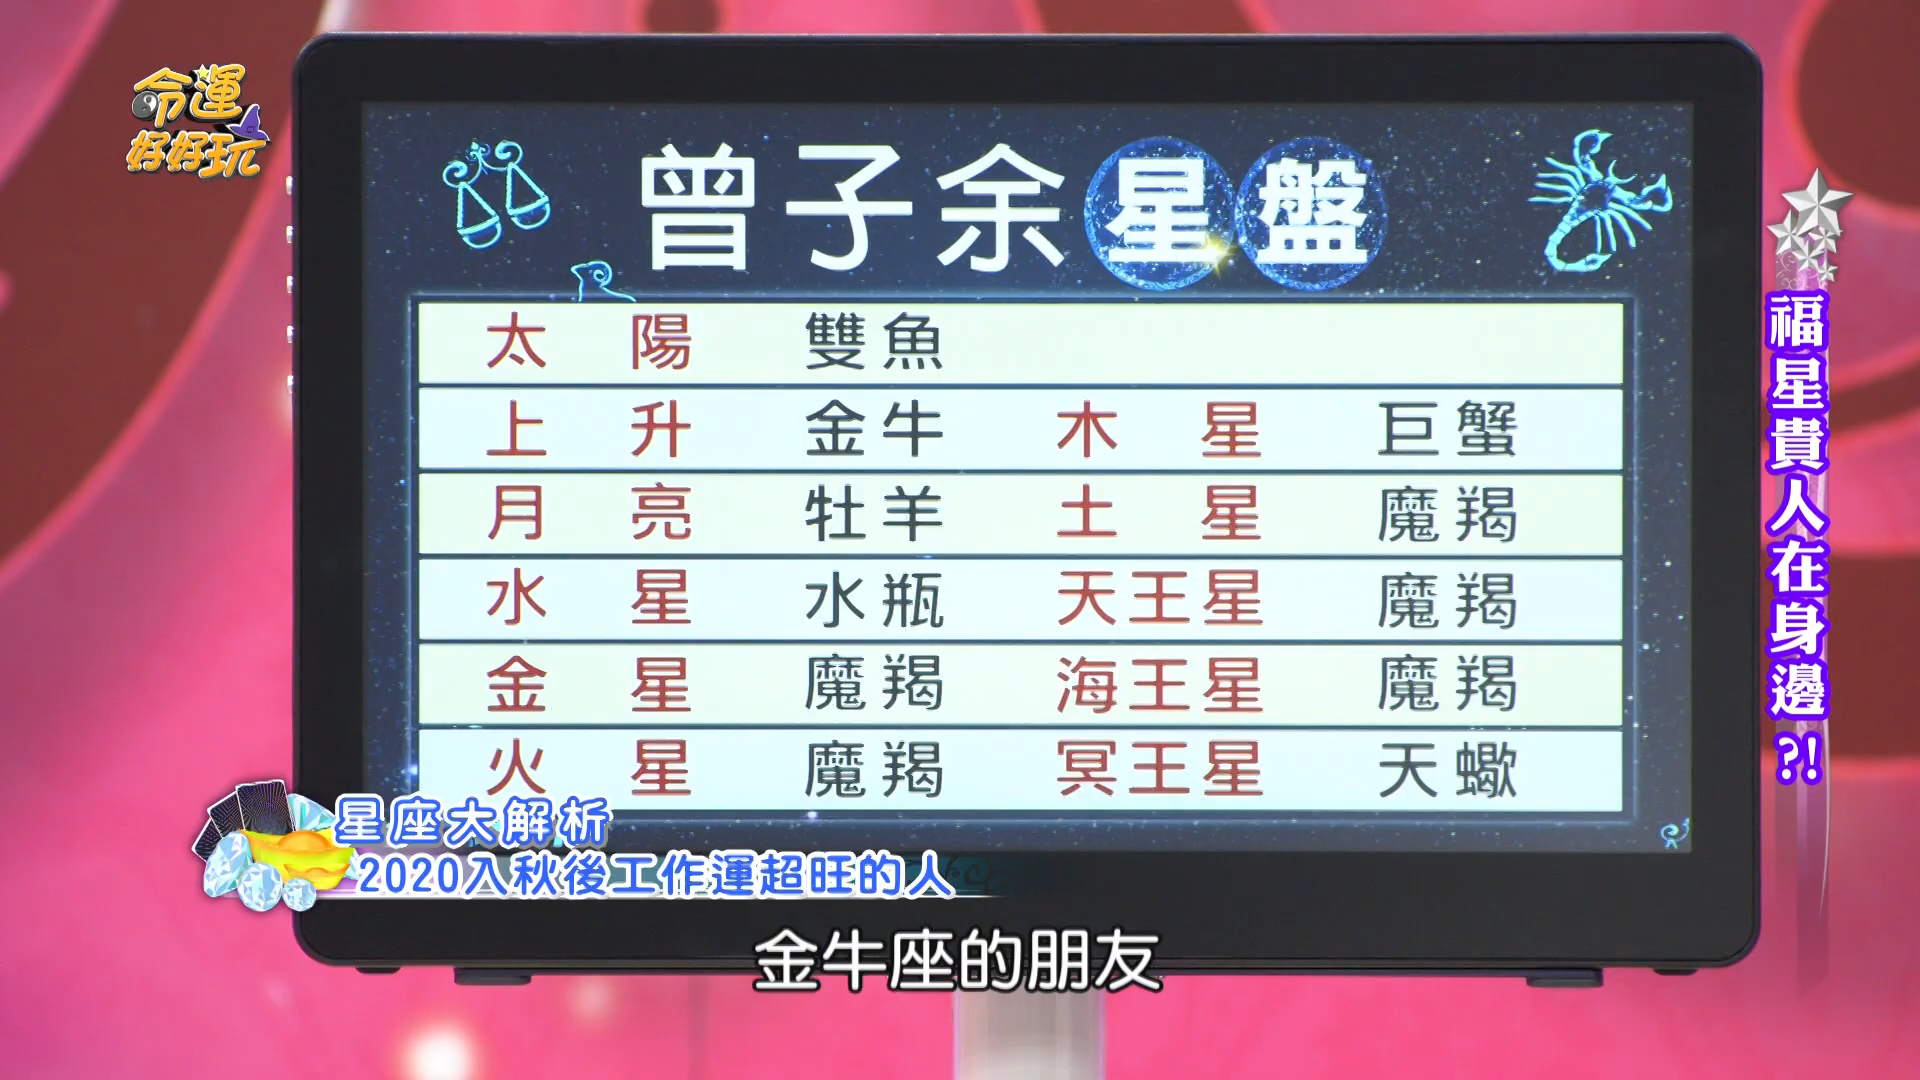 命運
好好玩
曾子余星盤
太陽 雙魚
上升 金牛 木星 巨蟹
月亮 牡羊 土星 魔羯
水星 水瓶 天王星 魔羯
金星 魔羯 海王星 魔羯
火星 魔羯 冥王星 天蠍
福星貴人在身邊?!
星座大解析
2020入秋後工作運超旺的人
金牛座的朋友